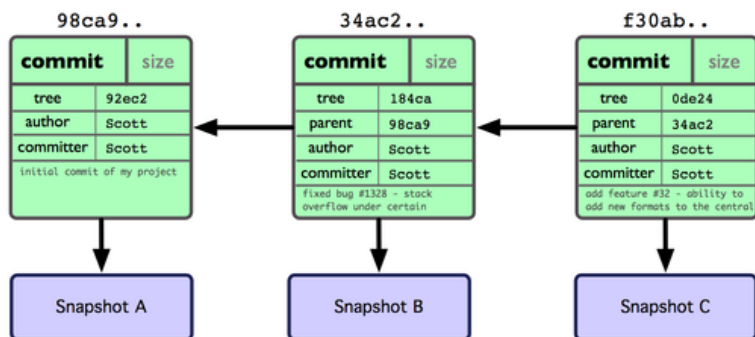 98ca9..
commit size
tree 92ec2
author Scott
committer Scott
initial commit of my project
Snapshot A
34ac2..
commit size
tree 184ca
parent 98ca9
author Scott
committer Scott
fixed bug #1328 - stack
overflow under certain
Snapshot B
f30ab..
commit size
tree 0de24
parent 34ac2
author Scott
committer Scott
add feature #32 - ability to
add new formats to the central
Snapshot C